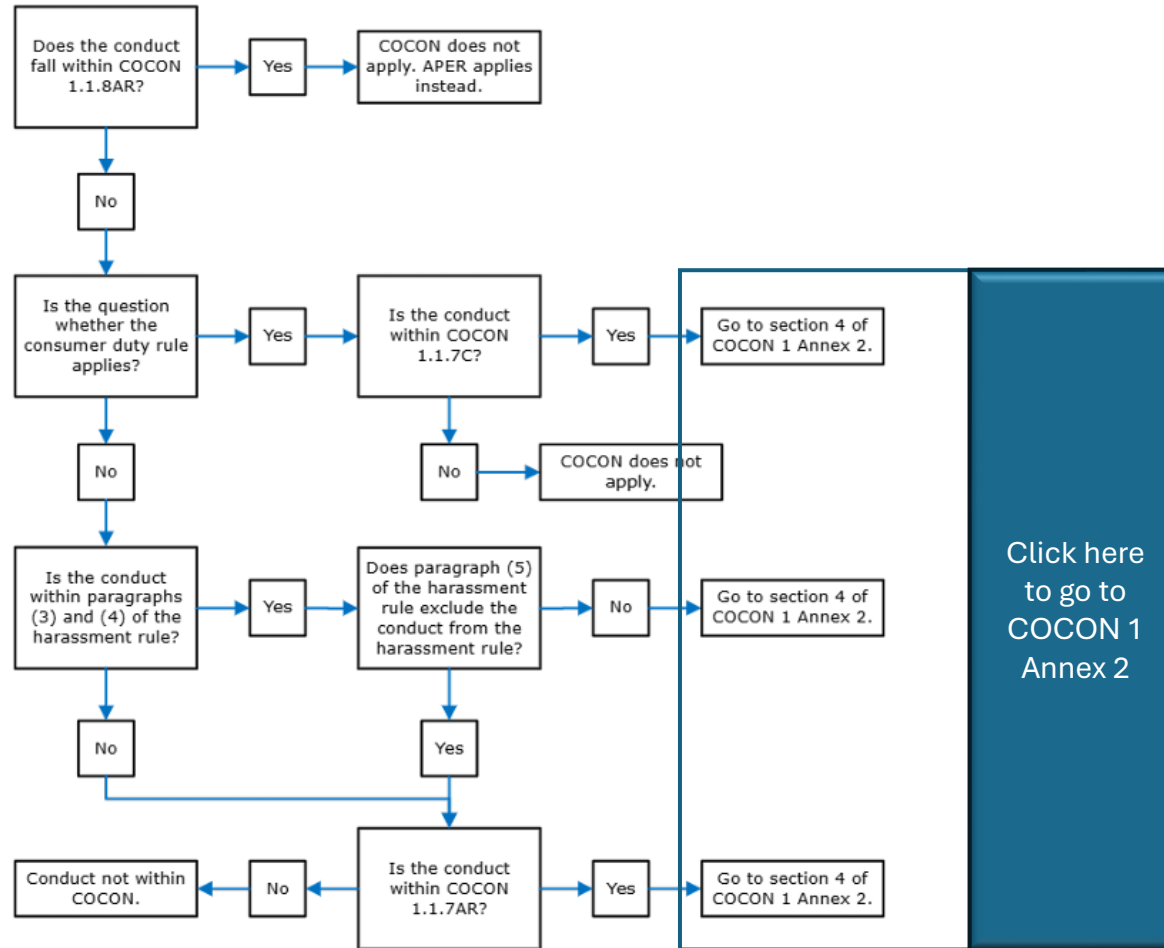 Does the conduct
fall within COCON
1.1.8AR?
Yes
COCON does not
apply. APER applies
instead.
No
Is the question
whether the
consumer duty rule
applies?
Yes
Is the conduct
within COCON
1.1.7C?
Yes
Go to section 4 of
COCON 1 Annex 2.
No
No
COCON does not
apply.
Is the conduct
within paragraphs
(3) and (4) of the
harassment rule?
Yes
Does paragraph (5)
of the harassment
rule exclude the
conduct from the
harassment rule?
No
Go to section 4 of
COCON 1 Annex 2.
No
Yes
Conduct not within
COCON.
No
Is the conduct
within COCON
1.1.7AR?
Yes
Go to section 4 of
COCON 1 Annex 2.
Click here
to go to
COCON 1
Annex 2